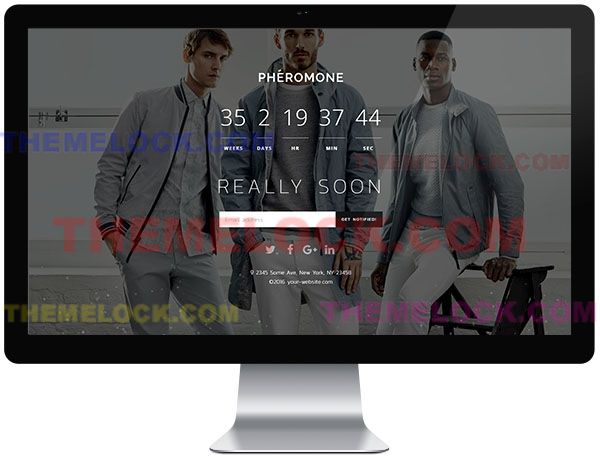 PHEROMONE
35 2 19 37 44
WEEKS DAYS HR MIN SEC
THEMELOCK.COM
THEMELOCK.COM
REALLY SOON
Email address GET NOTIFIED!
THEMELOCK.COM
2345 Some Ave, New York, NY 23458
©2016 your-website.com
THEMELOCK.COM
THEMELOCK.COM